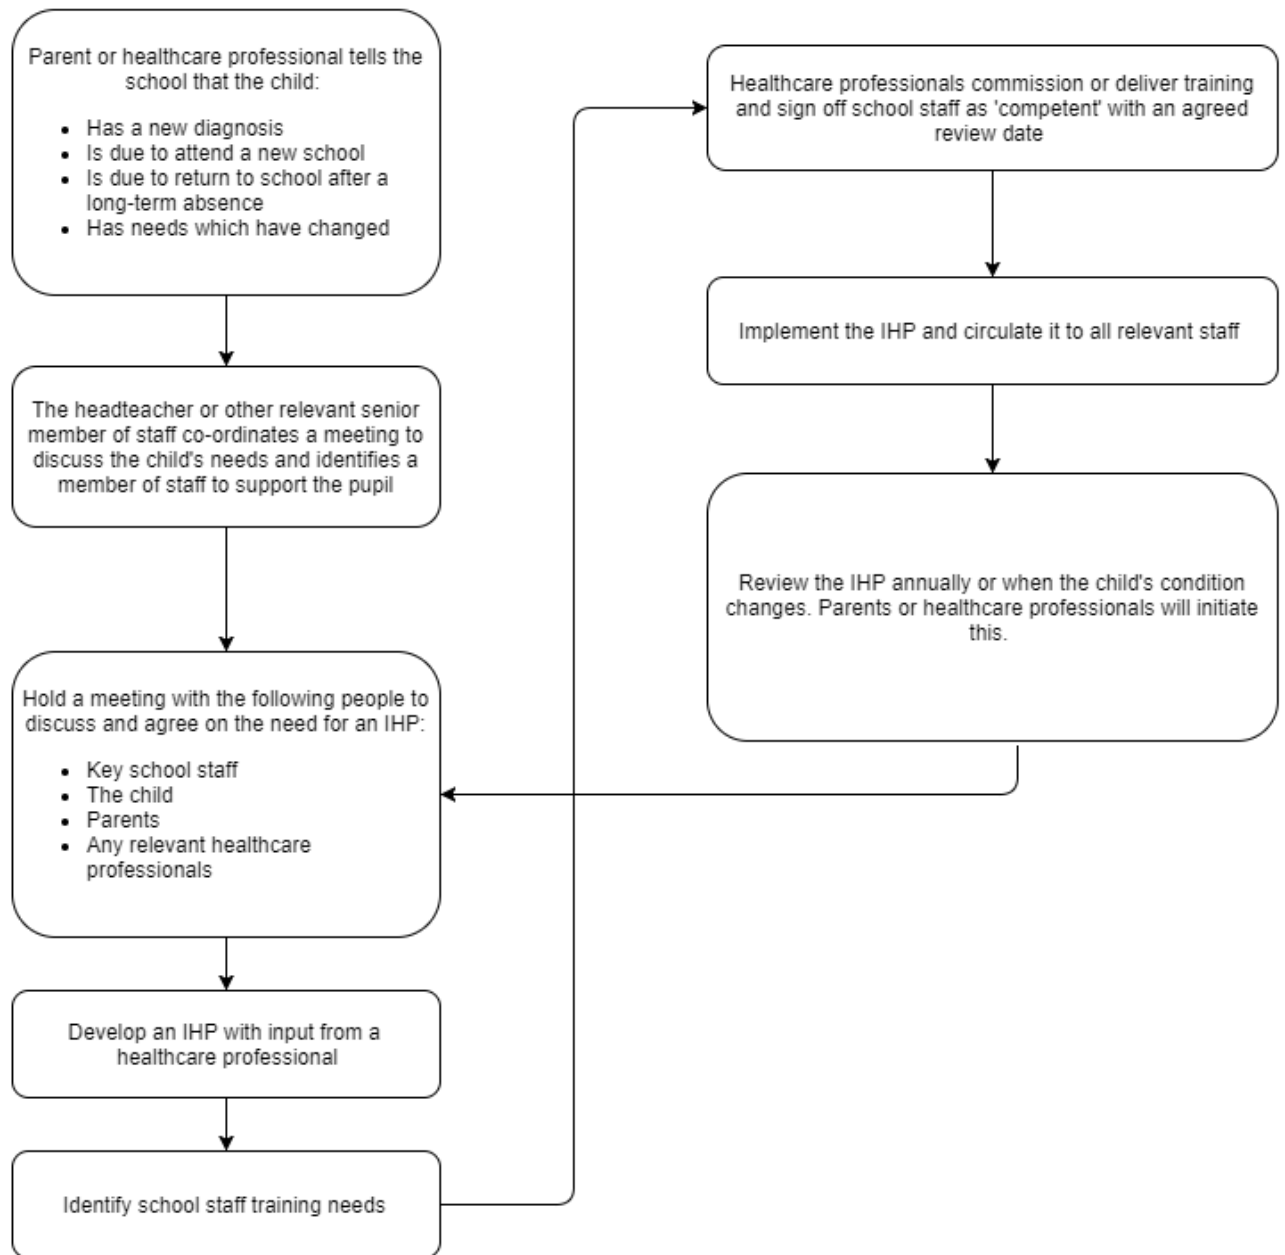 Parent or healthcare professional tells the
school that the child:
• Has a new diagnosis
• Is due to attend a new school
• Is due to return to school after a
long-term absence
• Has needs which have changed
The headteacher or other relevant senior
member of staff co-ordinates a meeting to
discuss the child's needs and identifies a
member of staff to support the pupil
Hold a meeting with the following people to
discuss and agree on the need for an IHP:
• Key school staff
• The child
• Parents
• Any relevant healthcare
professionals
Develop an IHP with input from a
healthcare professional
Identify school staff training needs
Healthcare professionals commission or deliver training
and sign off school staff as 'competent' with an agreed
review date
Implement the IHP and circulate it to all relevant staff
Review the IHP annually or when the child's condition
changes. Parents or healthcare professionals will initiate
this.